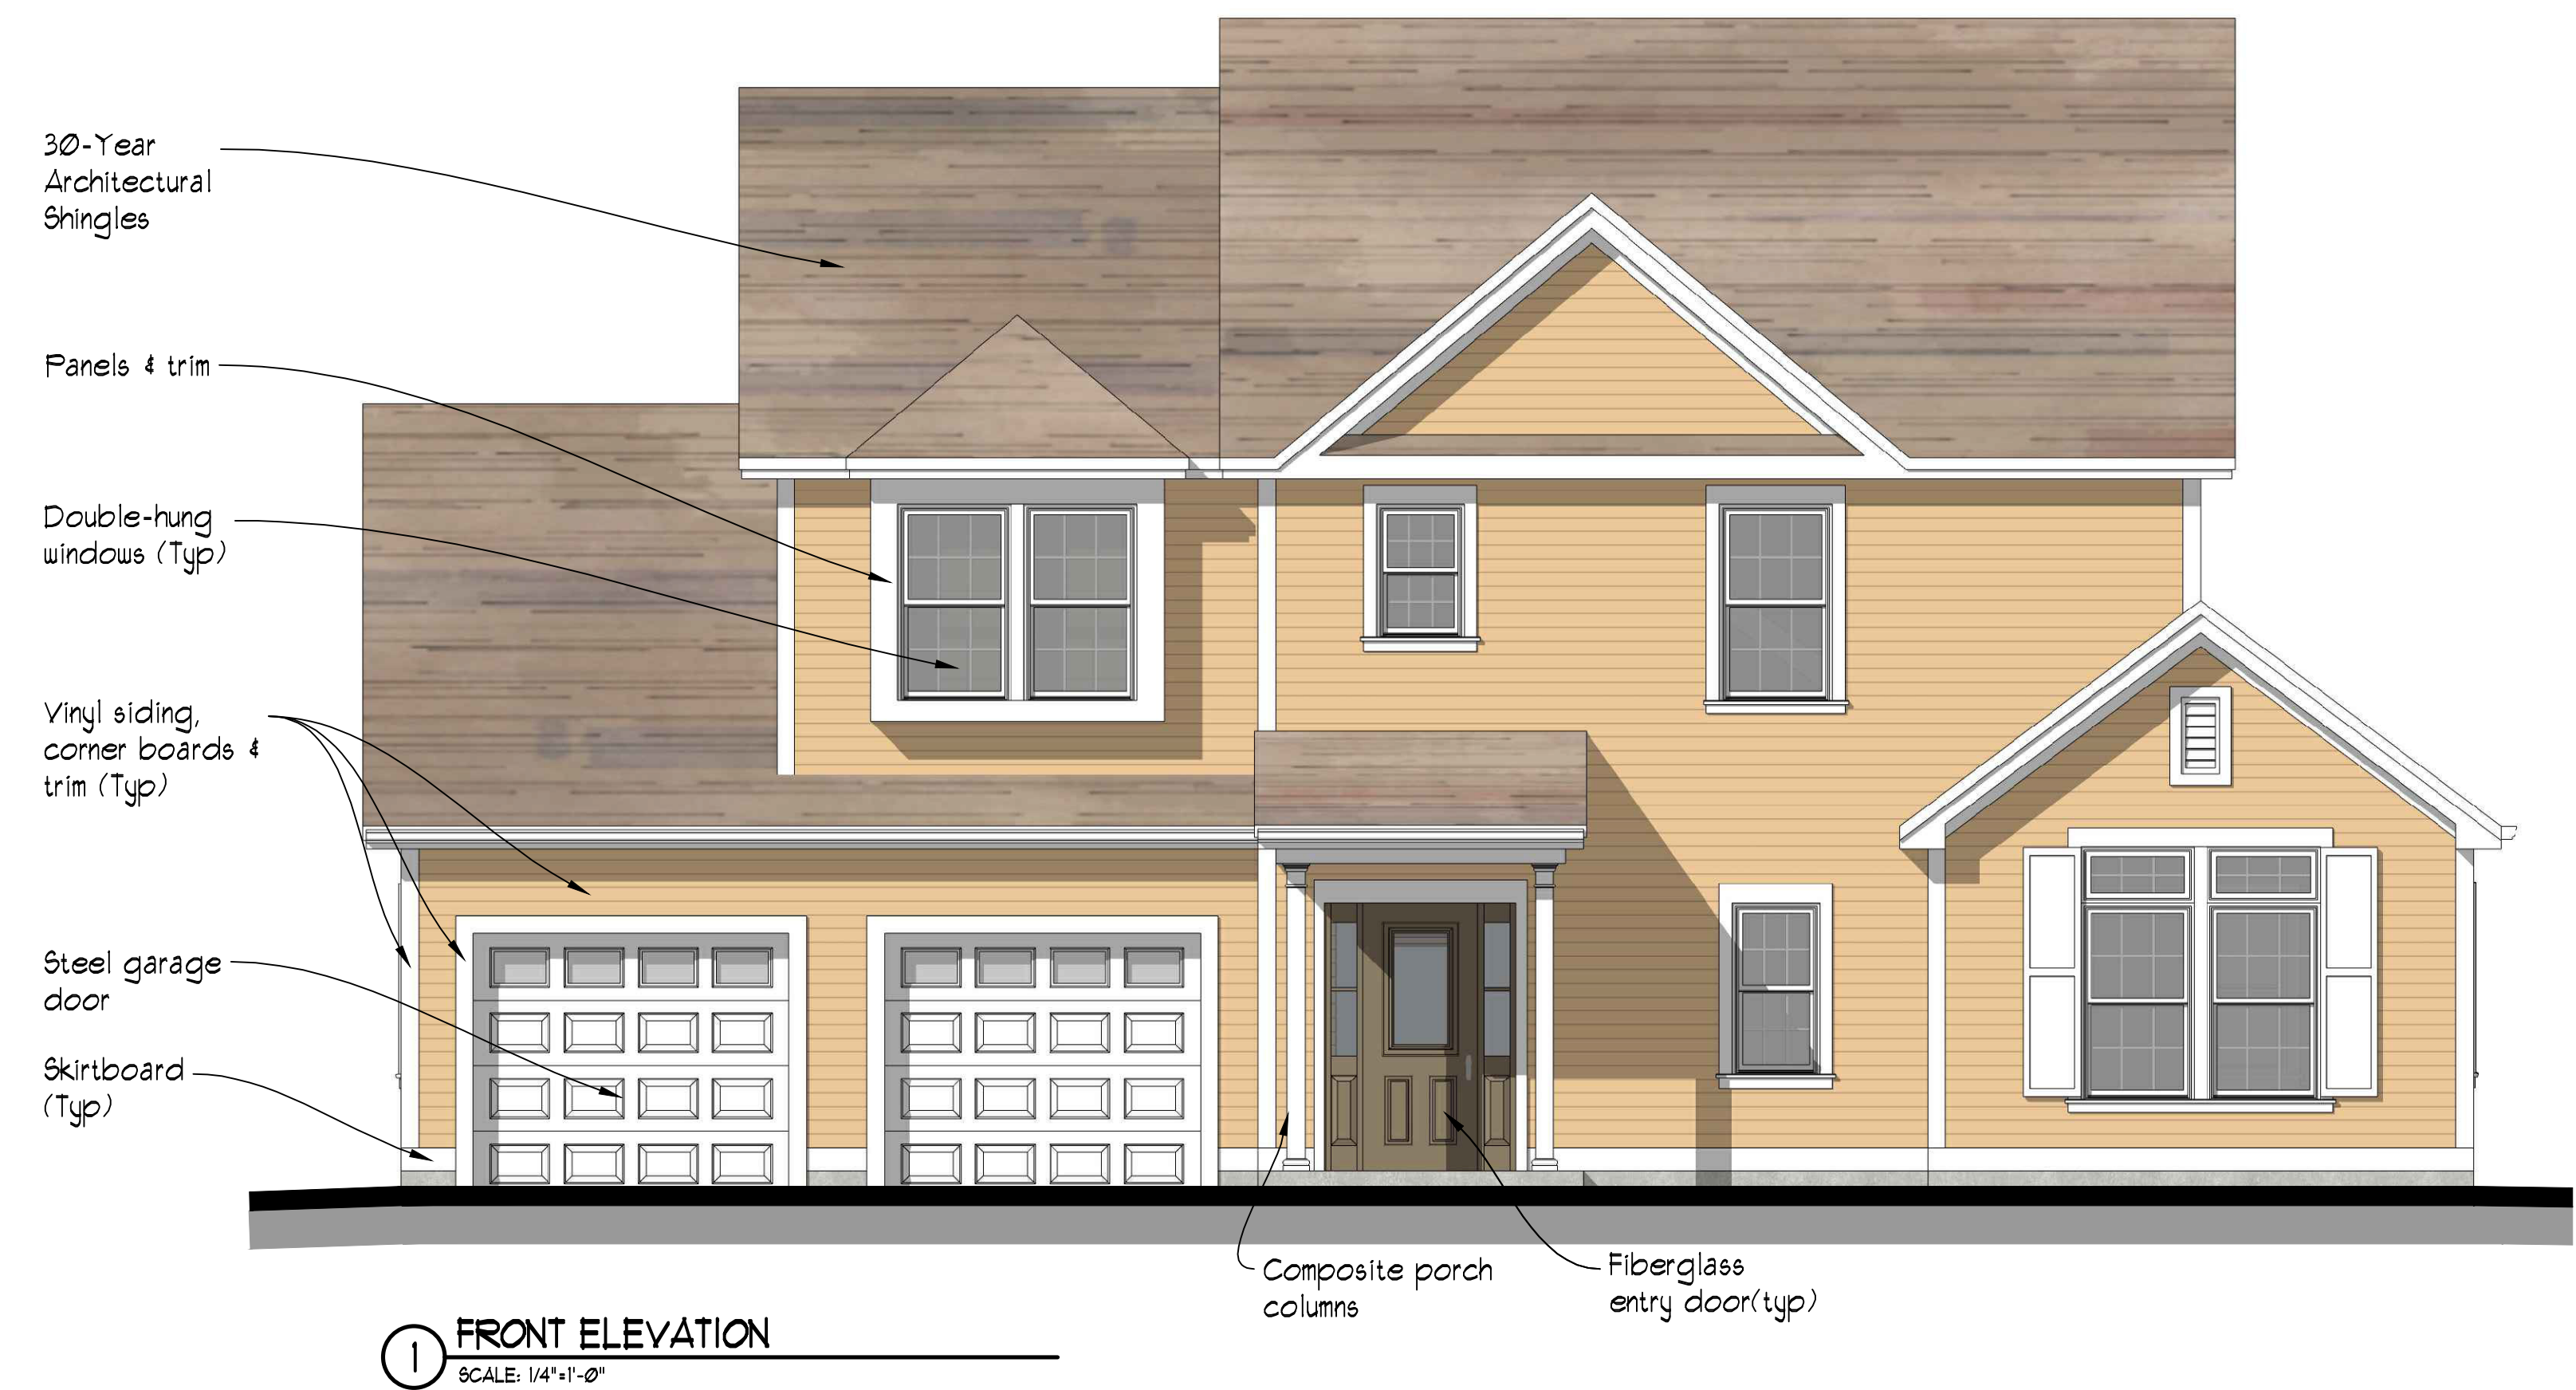 30-Year
Architectural
Shingles
Panels & trim
Double-hung
windows (Typ)
Vinyl siding,
corner boards &
trim (Typ)
Steel garage
door
Skirtboard
(Typ)
Composite porch
columns
Fiberglass
entry door(typ)
1
FRONT ELEVATION
SCALE: 1/4"=1'-0"